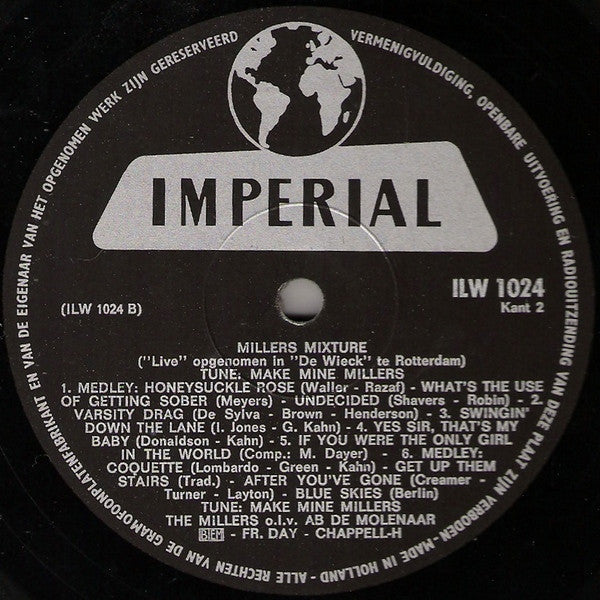 ALLE RECHTEN VAN DE GRAMOFOONPLATENFABRIKANT EN VAN DE EIGENAAR VAN HET OPGENOMEN WERK ZIJN GERESERVEERD
VERMENIGVULDIGING, OPENBARE UITVOERING EN RADIOUITZENDING VAN DEZE PLAAT ZIJN VERBODEN - MADE IN HOLLAND -
IMPERIAL
ILW 1024
(ILW 1024 B)
Kant 2
MILLERS MIXTURE
("Live" opgenomen in "De Wieck" te Rotterdam)
TUNE: MAKE MINE MILLERS
1. MEDLEY: HONEYSUCKLE ROSE (Waller - Razaf) - WHAT'S THE USE
OF GETTING SOBER (Meyers) - UNDECIDED (Shavers - Robin) - 2.
VARSITY DRAG (De Sylva - Brown - Henderson) - 3. SWINGIN'
DOWN THE LANE (I. Jones - G. Kahn) - 4. YES SIR, THAT'S MY
BABY (Donaldson - Kahn) - 5. IF YOU WERE THE ONLY GIRL
IN THE WORLD (Comp.: M. Dayer) - 6. MEDLEY:
COQUETTE (Lombardo - Green - Kahn) - GET UP THEM
STAIRS (Trad.) - AFTER YOU'VE GONE (Creamer -
Turner - Layton) - BLUE SKIES (Berlin)
TUNE: MAKE MINE MILLERS
THE MILLERS o.l.v. AB DE MOLENAAR
BIEM - FR. DAY - CHAPPELL-H